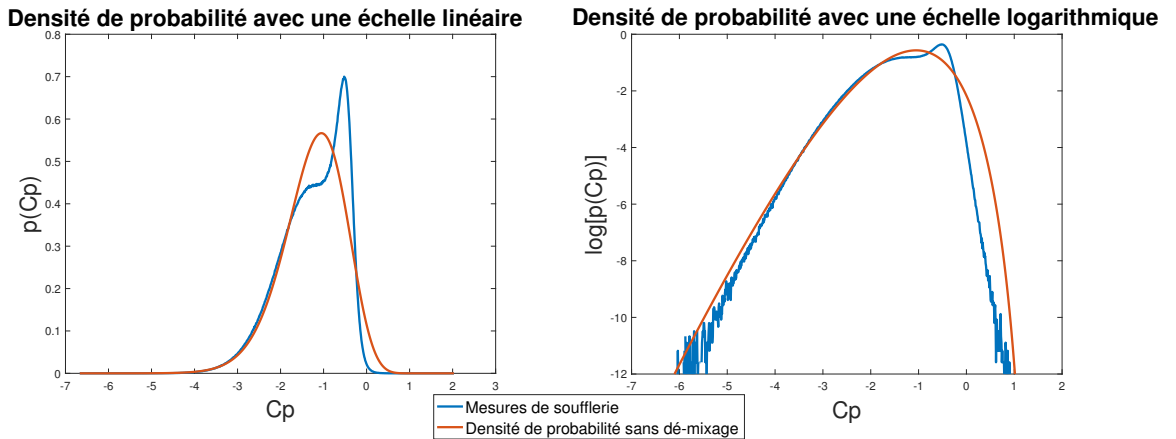 Densité de probabilité avec une échelle linéaire
0.8
0.7
0.6
0.5
0.4
0.3
0.2
0.1
0
p(Cp)
-7 -6 -5 -4 -3 -2 -1 0 1 2 3
Cp
Densité de probabilité avec une échelle logarithmique
0
-2
-4
-6
-8
-10
-12
log[p(Cp)]
-7 -6 -5 -4 -3 -2 -1 0 1 2
Cp
Mesures de soufflerie
Densité de probabilité sans dé-mixage